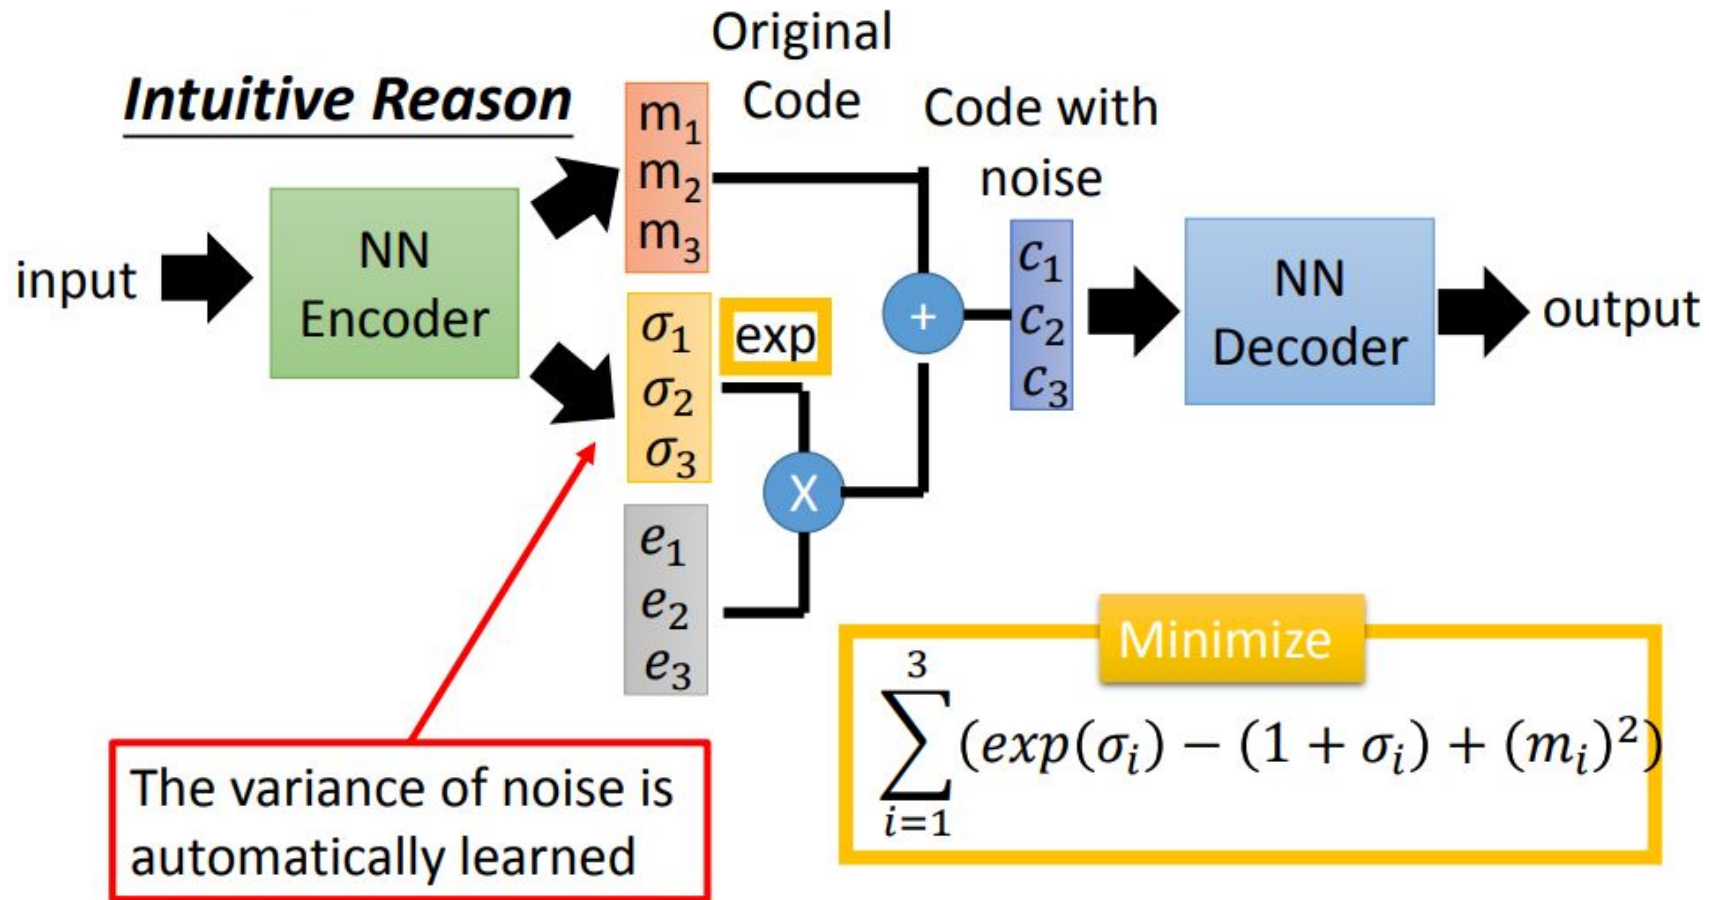 Intuitive Reason
Original
Code
Code with
noise
input
NN
Encoder
m₁
m₂
m₃
σ₁
σ₂
σ₃
exp
e₁
e₂
e₃
X
+
c₁
c₂
c₃
NN
Decoder
output
The variance of noise is
automatically learned
Minimize
3
∑(exp(σᵢ) − (1 + σᵢ) + (mᵢ)²)
i=1